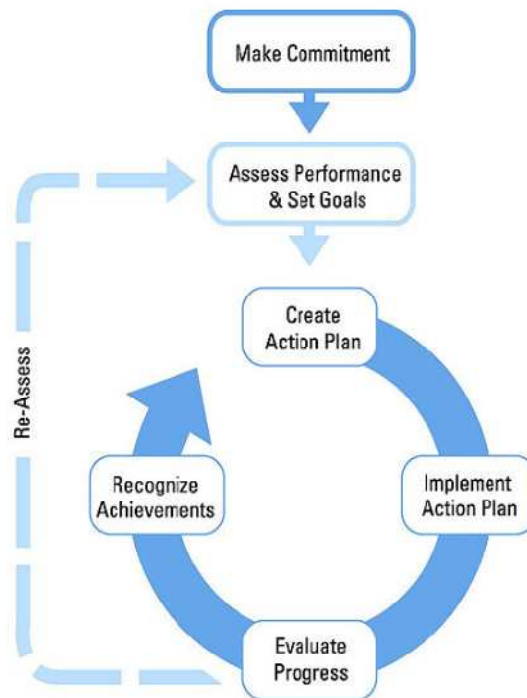 Make Commitment
Assess Performance
& Set Goals
Create
Action Plan
Re-Assess
Recognize
Achievements
Implement
Action Plan
Evaluate
Progress